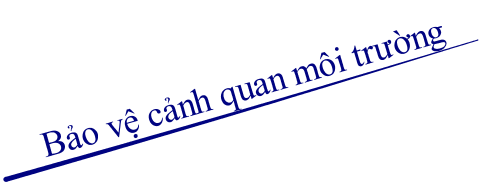 Bảo vệ cảnh quan môi trường